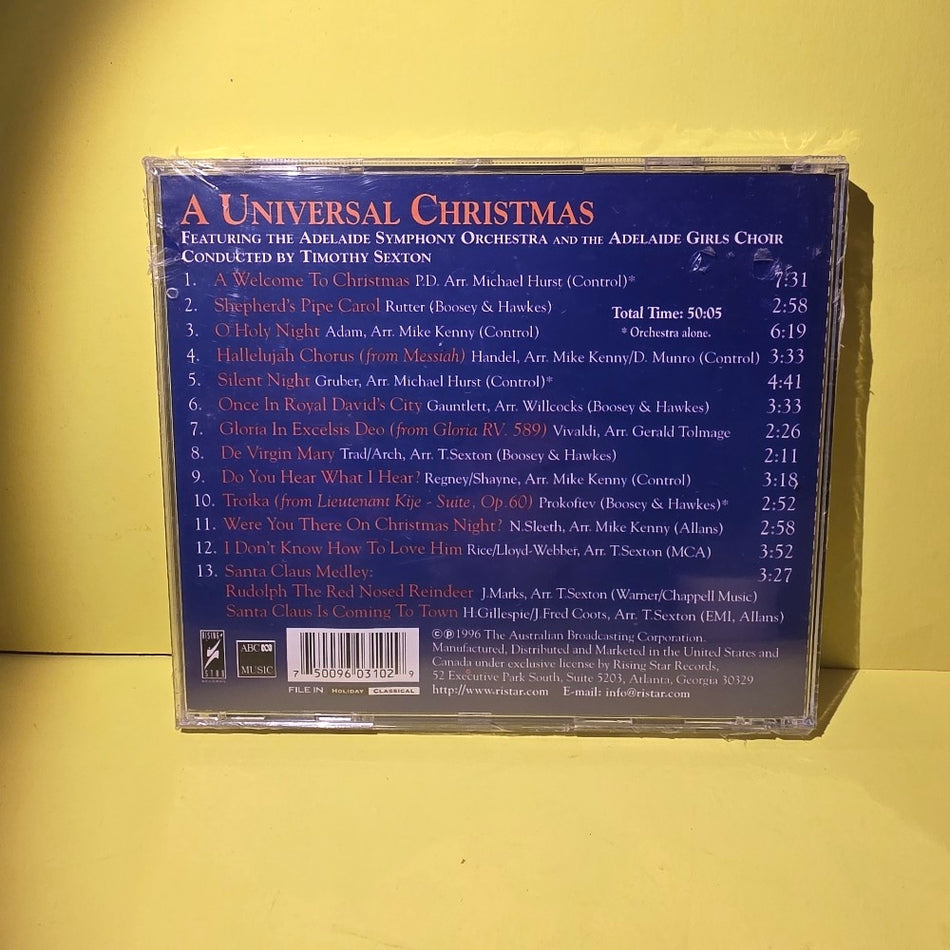 A UNIVERSAL CHRISTMAS
FEATURING THE ADELAIDE SYMPHONY ORCHESTRA AND THE ADELAIDE GIRLS CHOIR
CONDUCTED BY TIMOTHY SEXTON
1. A Welcome To Christmas P.D. Arr. Michael Hurst (Control)* 7:31
2. Shepherd's Pipe Carol Rutter (Boosey & Hawkes) 2:58
Total Time: 50:05
3. O Holy Night Adam, Arr. Mike Kenny (Control) 6:19
* Orchestra alone.
4. Hallelujah Chorus (from Messiah) Handel, Arr. Mike Kenny/D. Munro (Control) 3:33
5. Silent Night Gruber, Arr. Michael Hurst (Control)* 4:41
6. Once In Royal David's City Gauntlett, Arr. Willcocks (Boosey & Hawkes) 3:33
7. Gloria In Excelsis Deo (from Gloria RV. 589) Vivaldi, Arr. Gerald Tolmage 2:26
8. De Virgin Mary Trad/Arch, Arr. T.Sexton (Boosey & Hawkes) 2:11
9. Do You Hear What I Hear? Regney/Shayne, Arr. Mike Kenny (Control) 3:18
10. Troika (from Lieutenant Kije - Suite, Op.60) Prokofiev (Boosey & Hawkes)* 2:52
11. Were You There On Christmas Night? N.Sleeth, Arr. Mike Kenny (Allans) 2:58
12. I Don't Know How To Love Him Rice/Lloyd-Webber, Arr. T.Sexton (MCA) 3:52
13. Santa Claus Medley: 3:27
Rudolph The Red Nosed Reindeer J.Marks, Arr. T.Sexton (Warner/Chappell Music)
Santa Claus Is Coming To Town H.Gillespie/J.Fred Coots, Arr. T.Sexton (EMI, Allans)
RISING
STAR
RECORDS
ABC
MUSIC
7 50096 03102 9
FILE IN HOLIDAY CLASSICAL
©℗1996 The Australian Broadcasting Corporation.
Manufactured, Distributed and Marketed in the United States and
Canada under exclusive license by Rising Star Records,
52 Executive Park South, Suite 5203, Atlanta, Georgia 30329
http://www.ristar.com E-mail: info@ristar.com